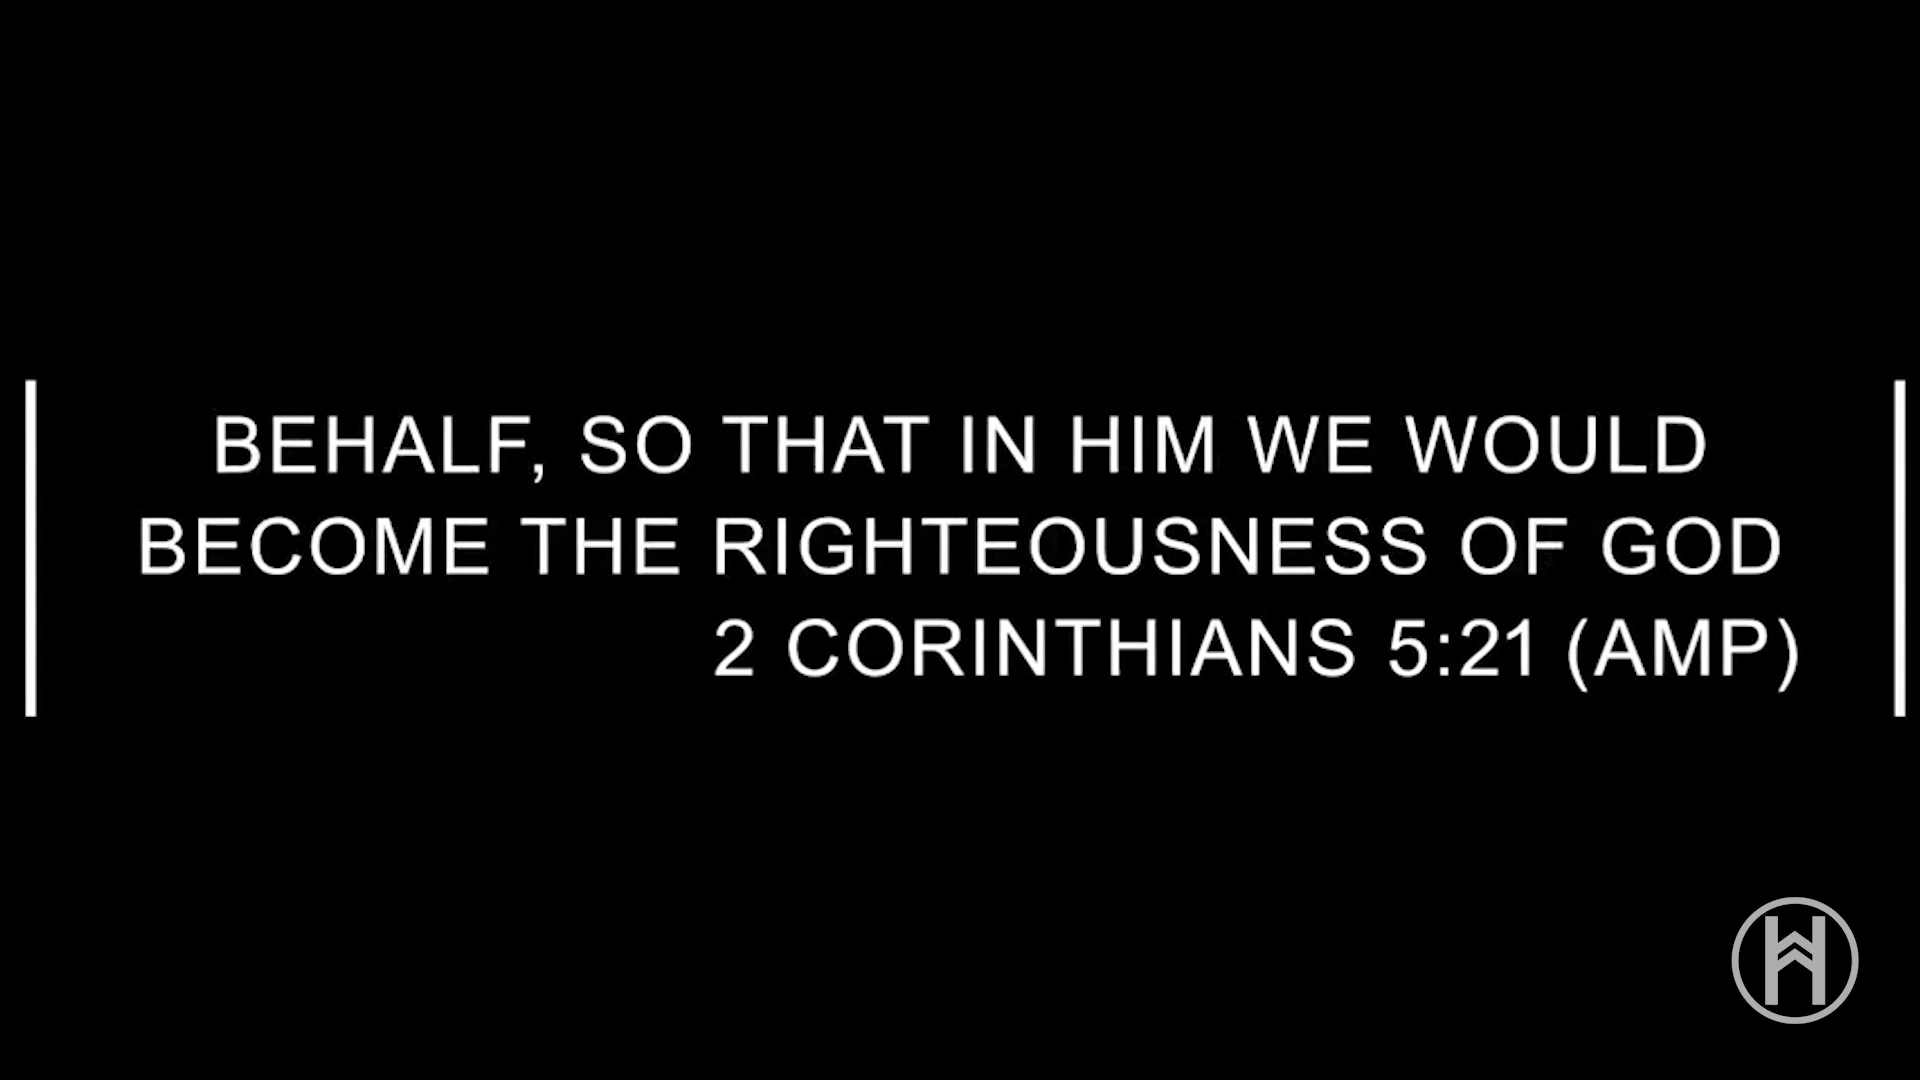 BEHALF, SO THAT IN HIM WE WOULD
BECOME THE RIGHTEOUSNESS OF GOD
2 CORINTHIANS 5:21 (AMP)